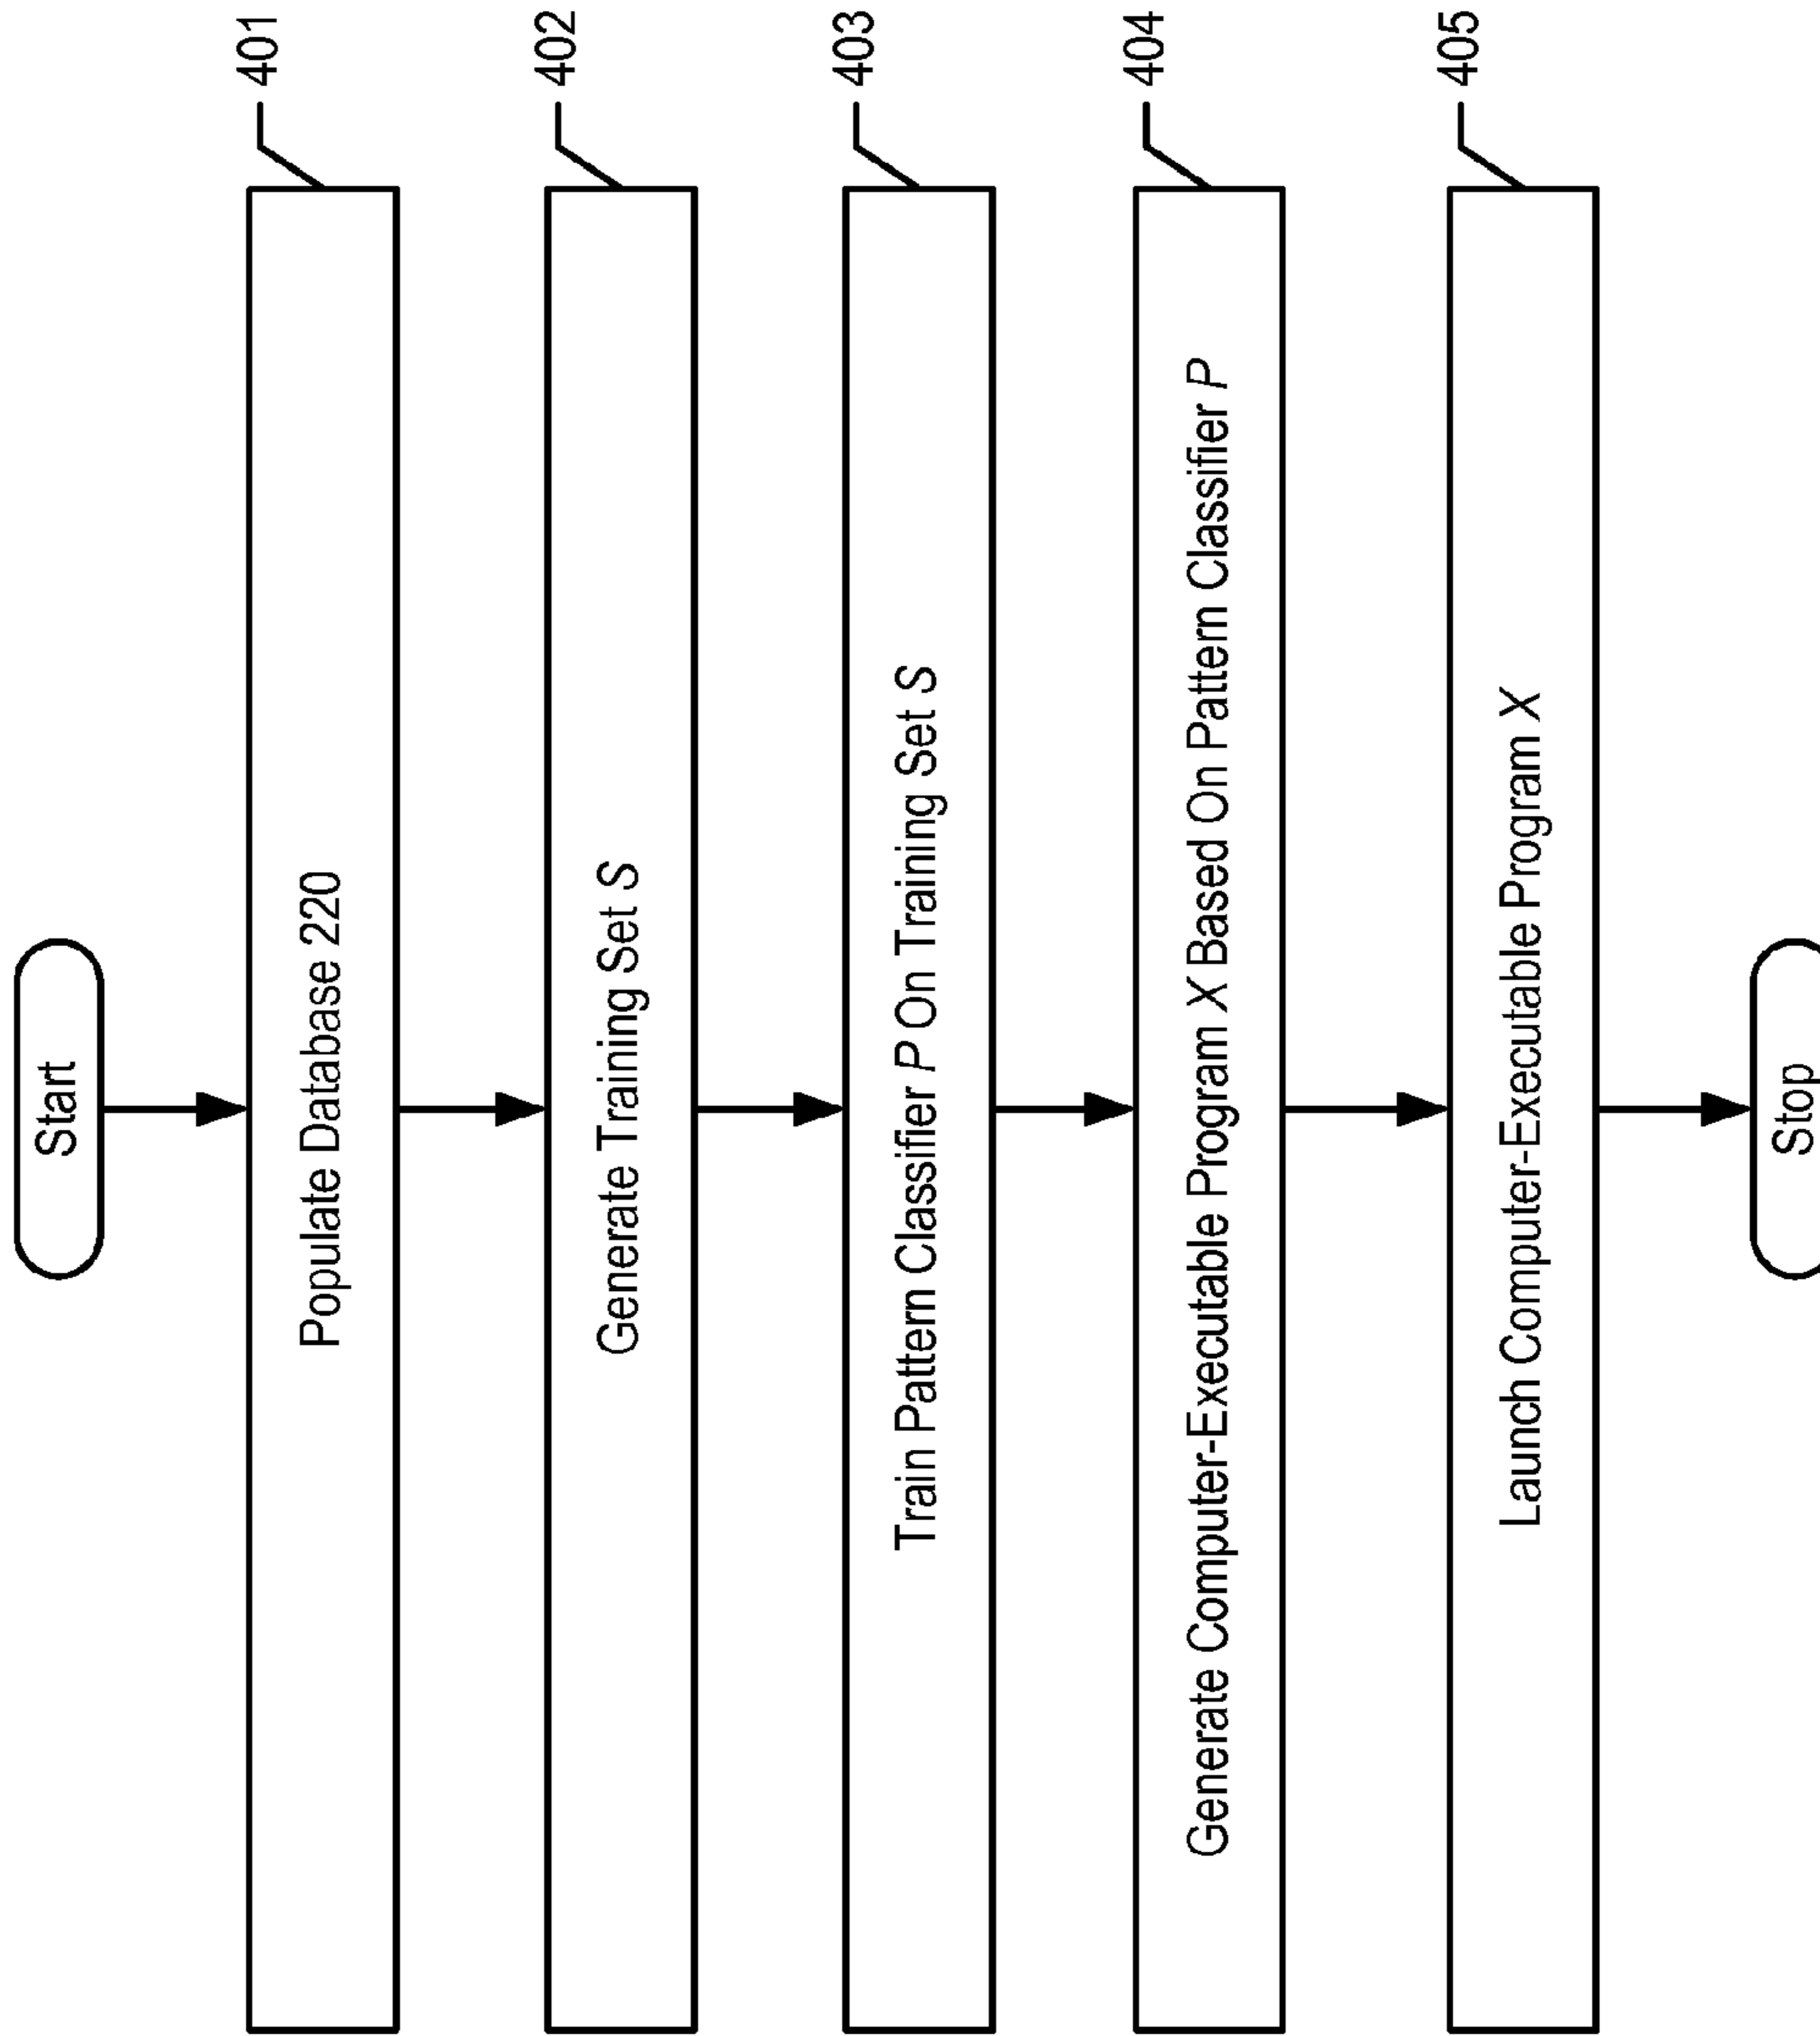 Start
Populate Database 220
401
Generate Training Set S
402
Train Pattern Classifier P On Training Set S
403
Generate Computer-Executable Program X Based On Pattern Classifier P
404
Launch Computer-Executable Program X
405
Stop